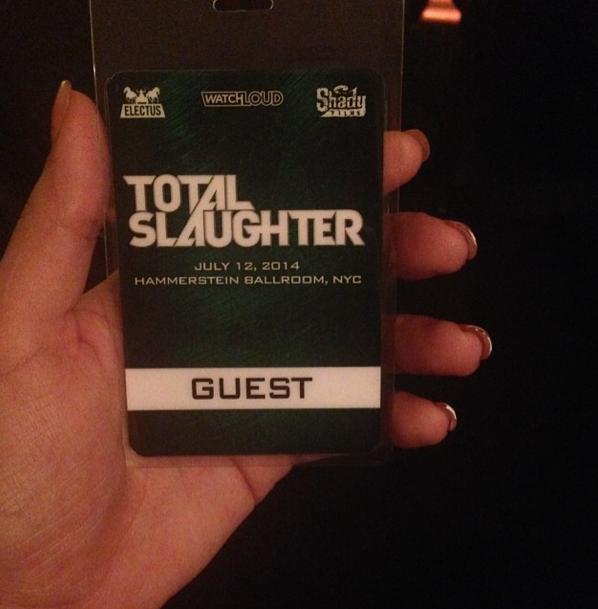 ELECTUS
WATCHLOUD
Shady
FILMS
TOTAL
SLAUGHTER
JULY 12, 2014
HAMMERSTEIN BALLROOM, NYC
GUEST